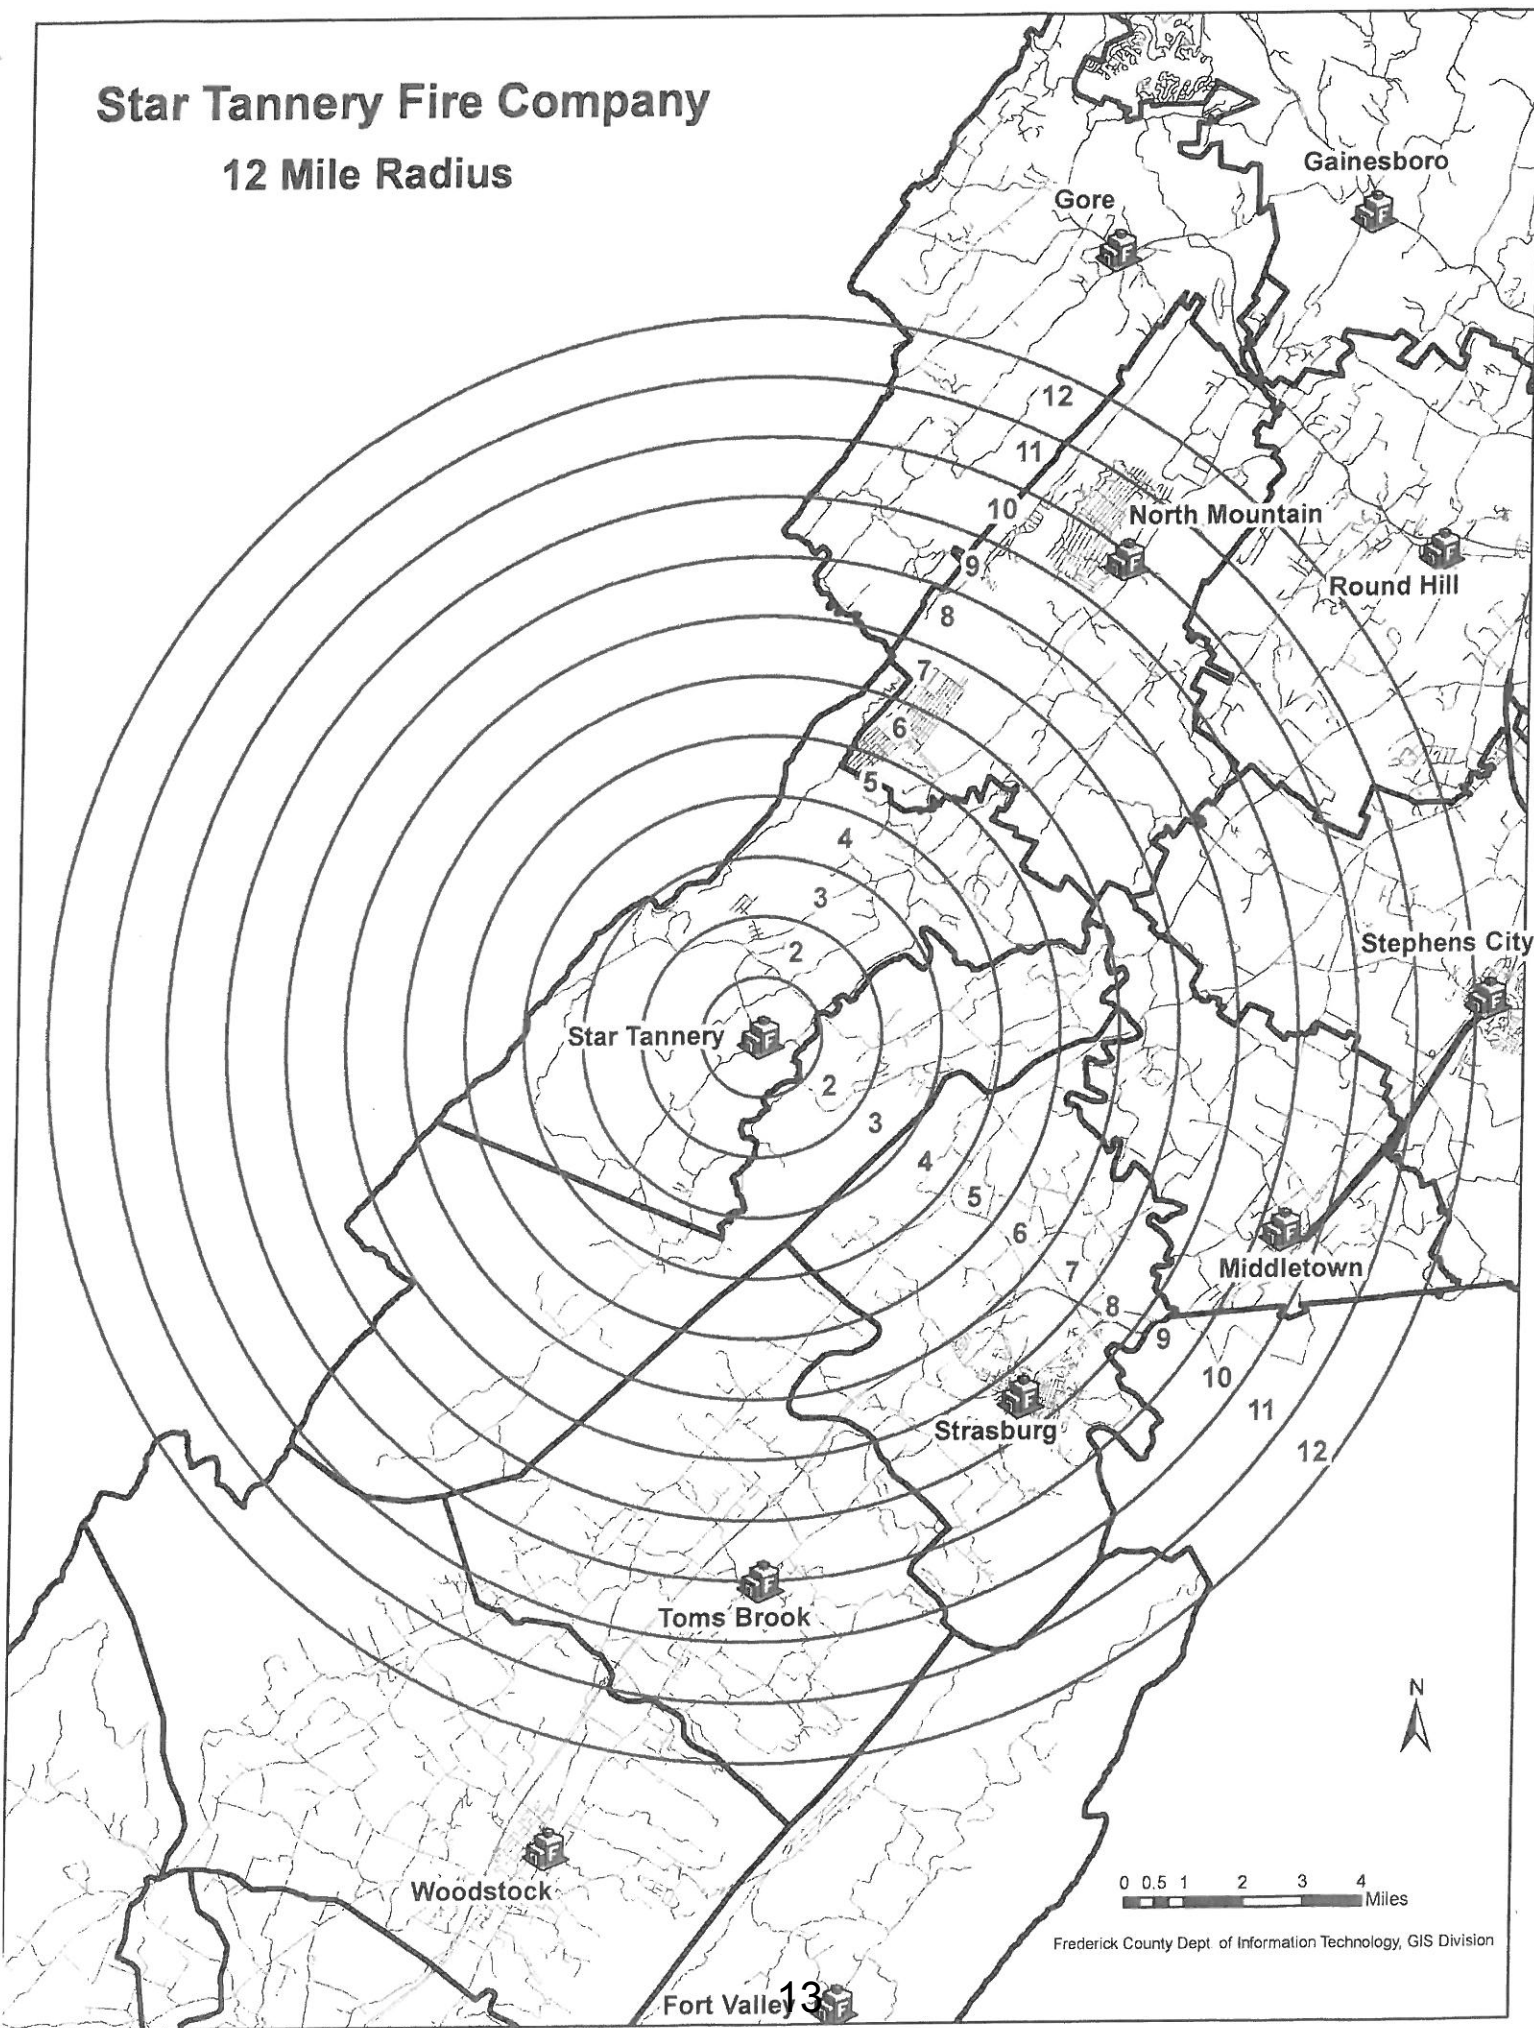 Star Tannery Fire Company
12 Mile Radius
Gainesboro
Gore
12
11
10
North Mountain
9
Round Hill
8
7
6
5
4
3
Stephens City
2
Star Tannery
2
3
4
5
6
7
Middletown
8
9
10
11
Strasburg
12
Toms Brook
N
Woodstock
0 0.5 1 2 3 4
Miles
Frederick County Dept. of Information Technology, GIS Division
Fort Valley
13